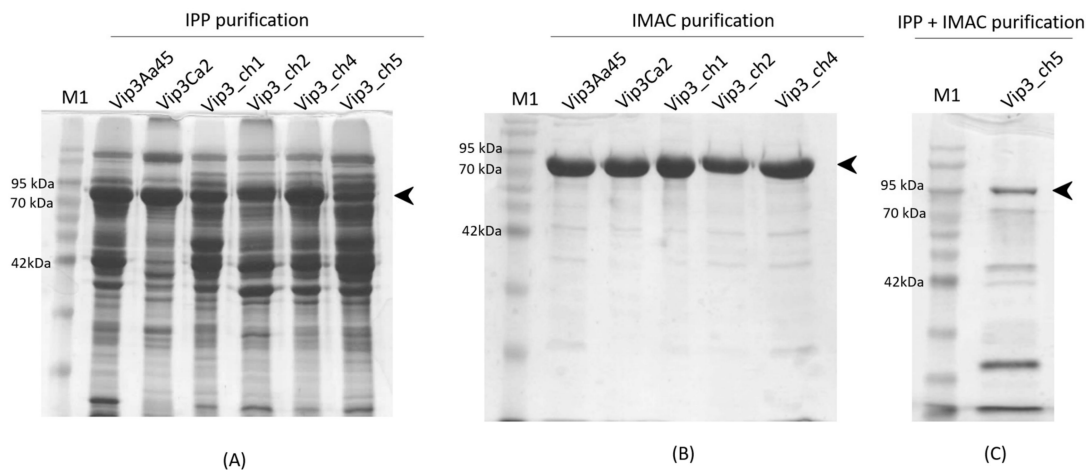 IPP purification
M1
Vip3Aa45
Vip3Ca2
Vip3_ch1
Vip3_ch2
Vip3_ch4
Vip3_ch5
95 kDa
70 kDa
42kDa
(A)
IMAC purification
M1
Vip3Aa45
Vip3Ca2
Vip3_ch1
Vip3_ch2
Vip3_ch4
95 kDa
70 kDa
42kDa
(B)
IPP + IMAC purification
M1
Vip3_ch5
95 kDa
70 kDa
42kDa
(C)